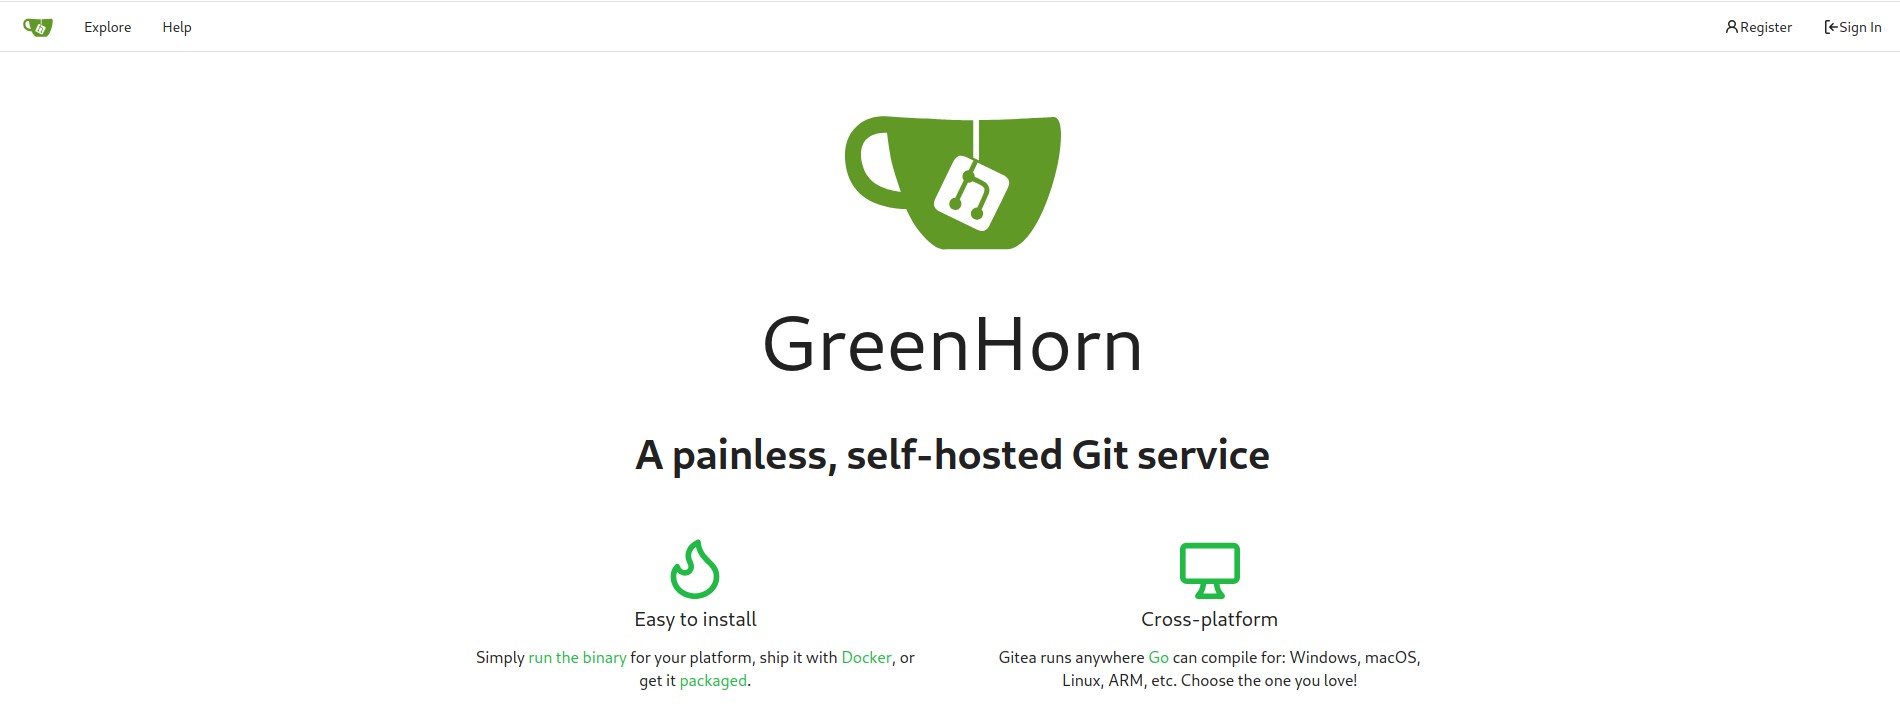 Explore Help Register Sign In
GreenHorn
A painless, self-hosted Git service
Easy to install
Simply run the binary for your platform, ship it with Docker, or
get it packaged.
Cross-platform
Gitea runs anywhere Go can compile for: Windows, macOS,
Linux, ARM, etc. Choose the one you love!